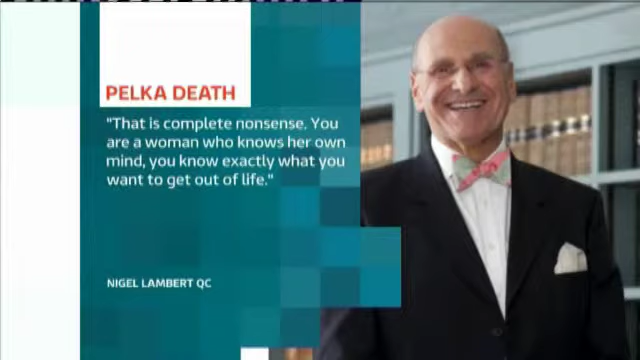 PELKA DEATH
"That is complete nonsense. You
are a woman who knows her own
mind, you know exactly what you
want to get out of life."
NIGEL LAMBERT QC